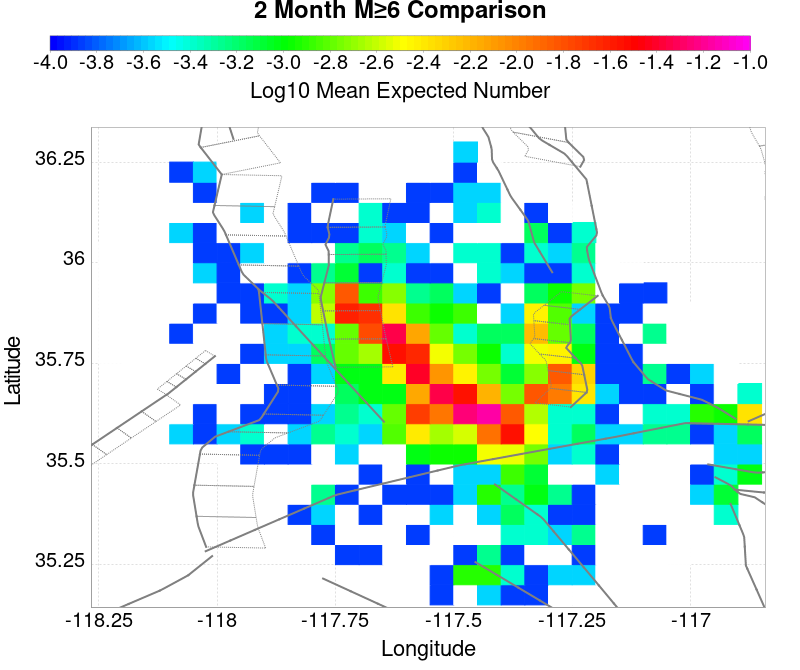 2 Month M≥6 Comparison
-4.0 -3.8 -3.6 -3.4 -3.2 -3.0 -2.8 -2.6 -2.4 -2.2 -2.0 -1.8 -1.6 -1.4 -1.2 -1.0
Log10 Mean Expected Number
36.25
36
35.75
35.5
35.25
Latitude
-118.25 -118 -117.75 -117.5 -117.25 -117
Longitude